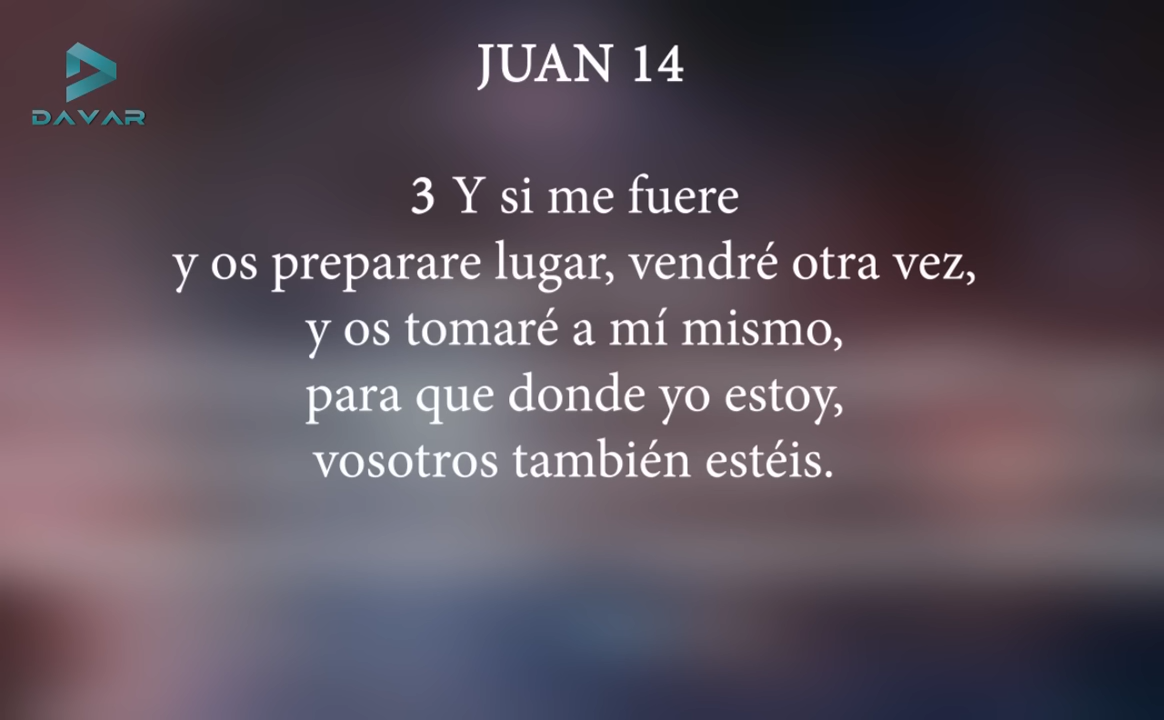 JUAN 14
DAVAR
3 Y si me fuere
y os preparare lugar, vendré otra vez,
y os tomaré a mí mismo,
para que donde yo estoy,
vosotros también estéis.